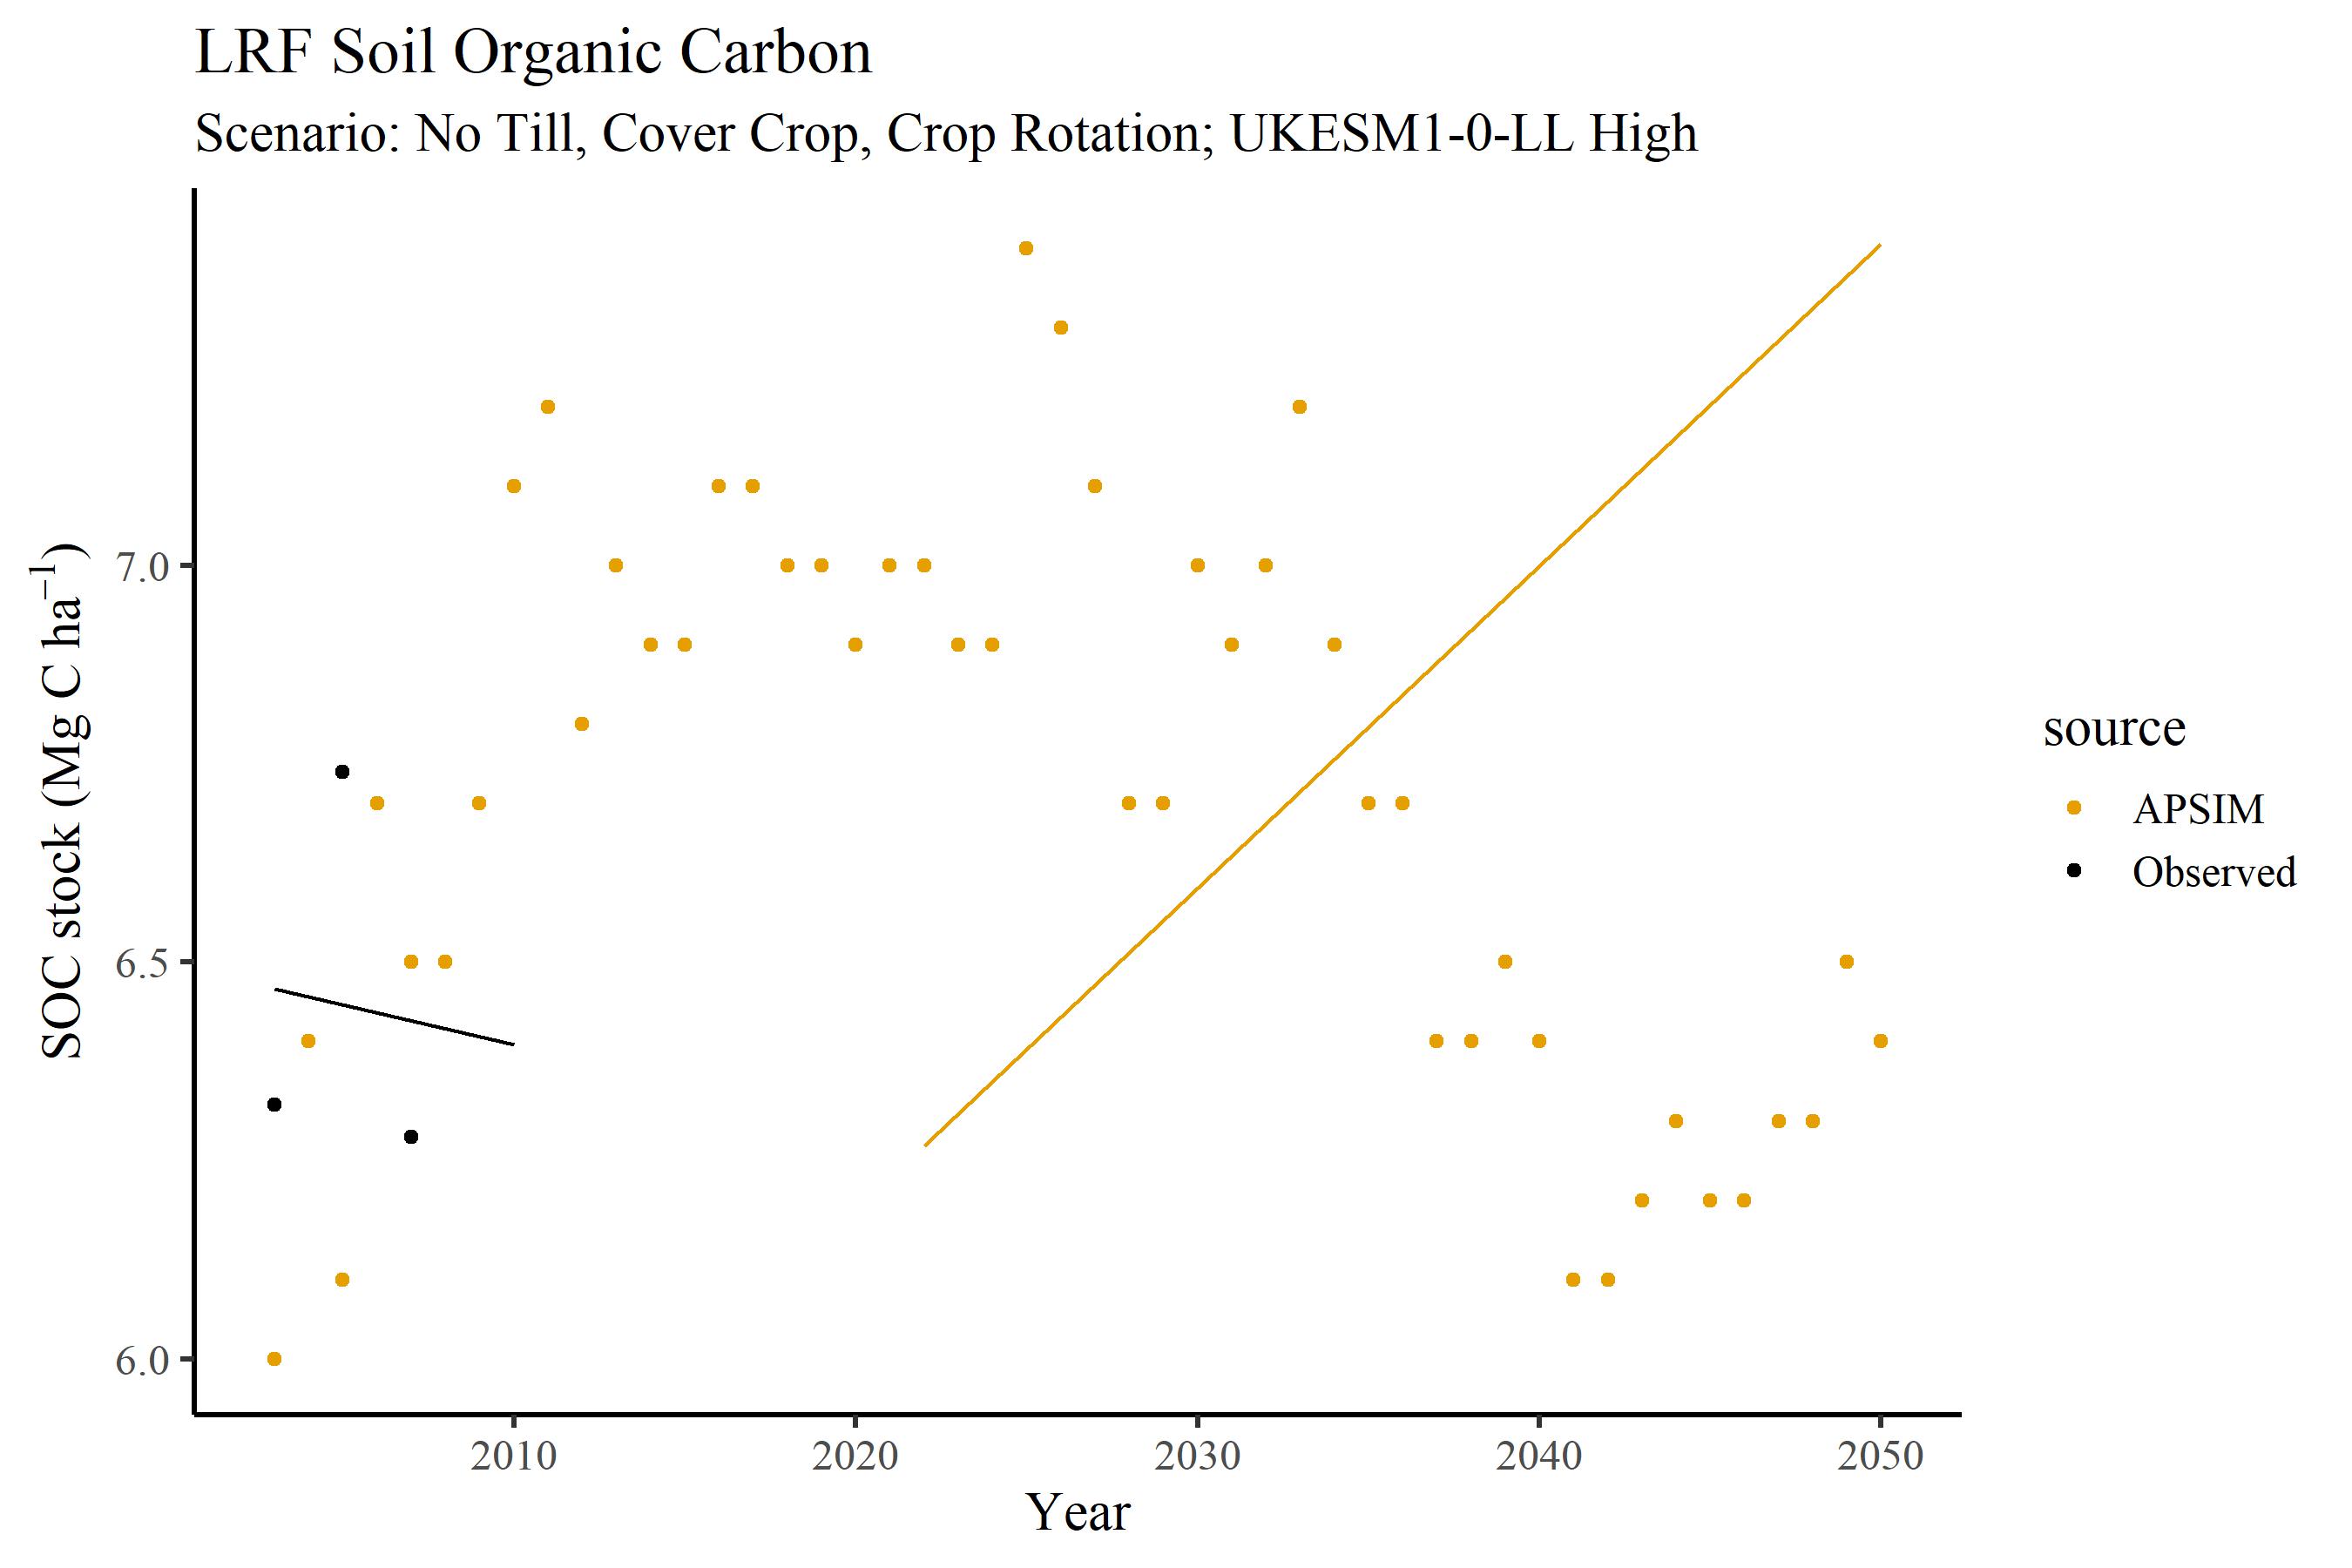 LRF Soil Organic Carbon
Scenario: No Till, Cover Crop, Crop Rotation; UKESM1-0-LL High
SOC stock (Mg C ha⁻¹)
7.0
6.5
6.0
2010 2020 2030 2040 2050
Year
source
APSIM
Observed